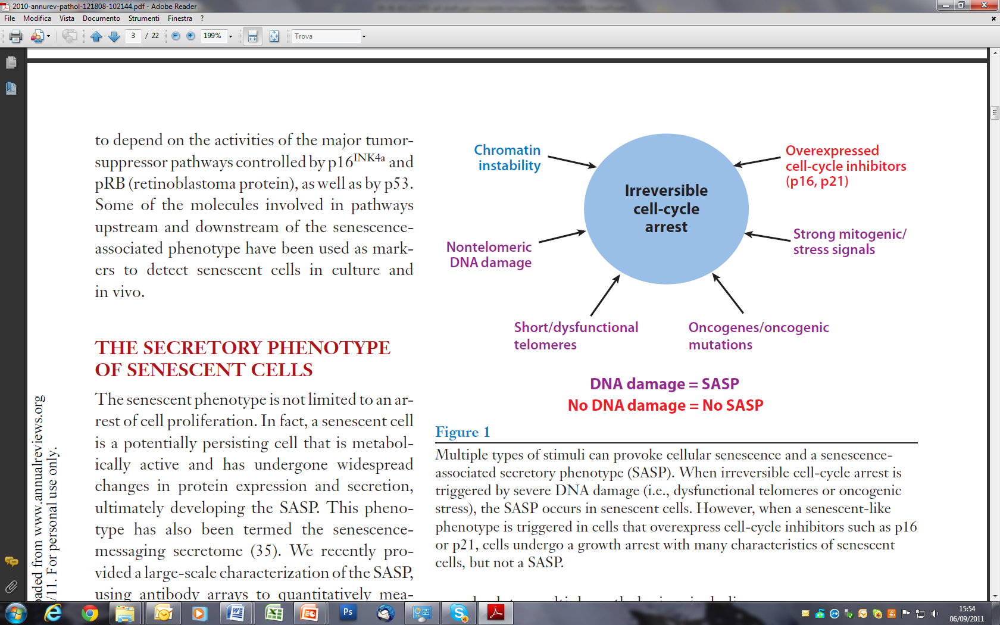 2010-annurev-pathol-121808-102144.pdf - Adobe Reader
File Modifica Vista Documento Strumenti Finestra ?
3 / 22 199% Trova
to depend on the activities of the major tumor-
suppressor pathways controlled by p16INK4a and
pRB (retinoblastoma protein), as well as by p53.
Some of the molecules involved in pathways
upstream and downstream of the senescence-
associated phenotype have been used as mark-
ers to detect senescent cells in culture and
in vivo.
THE SECRETORY PHENOTYPE
OF SENESCENT CELLS
The senescent phenotype is not limited to an ar-
rest of cell proliferation. In fact, a senescent cell
is a potentially persisting cell that is metabol-
ically active and has undergone widespread
changes in protein expression and secretion,
ultimately developing the SASP. This pheno-
type has also been termed the senescence-
messaging secretome (35). We recently pro-
vided a large-scale characterization of the SASP,
using antibody arrays to quantitatively mea-
Chromatin
instability
Nontelomeric
DNA damage
Short/dysfunctional
telomeres
Irreversible
cell-cycle
arrest
Overexpressed
cell-cycle inhibitors
(p16, p21)
Strong mitogenic/
stress signals
Oncogenes/oncogenic
mutations
DNA damage = SASP
No DNA damage = No SASP
Figure 1
Multiple types of stimuli can provoke cellular senescence and a senescence-
associated secretory phenotype (SASP). When irreversible cell-cycle arrest is
triggered by severe DNA damage (i.e., dysfunctional telomeres or oncogenic
stress), the SASP occurs in senescent cells. However, when a senescent-like
phenotype is triggered in cells that overexpress cell-cycle inhibitors such as p16
or p21, cells undergo a growth arrest with many characteristics of senescent
cells, but not a SASP.
oaded from www.annualreviews.org
/11. For personal use only.
Ps
4
4
15:54
06/09/2011